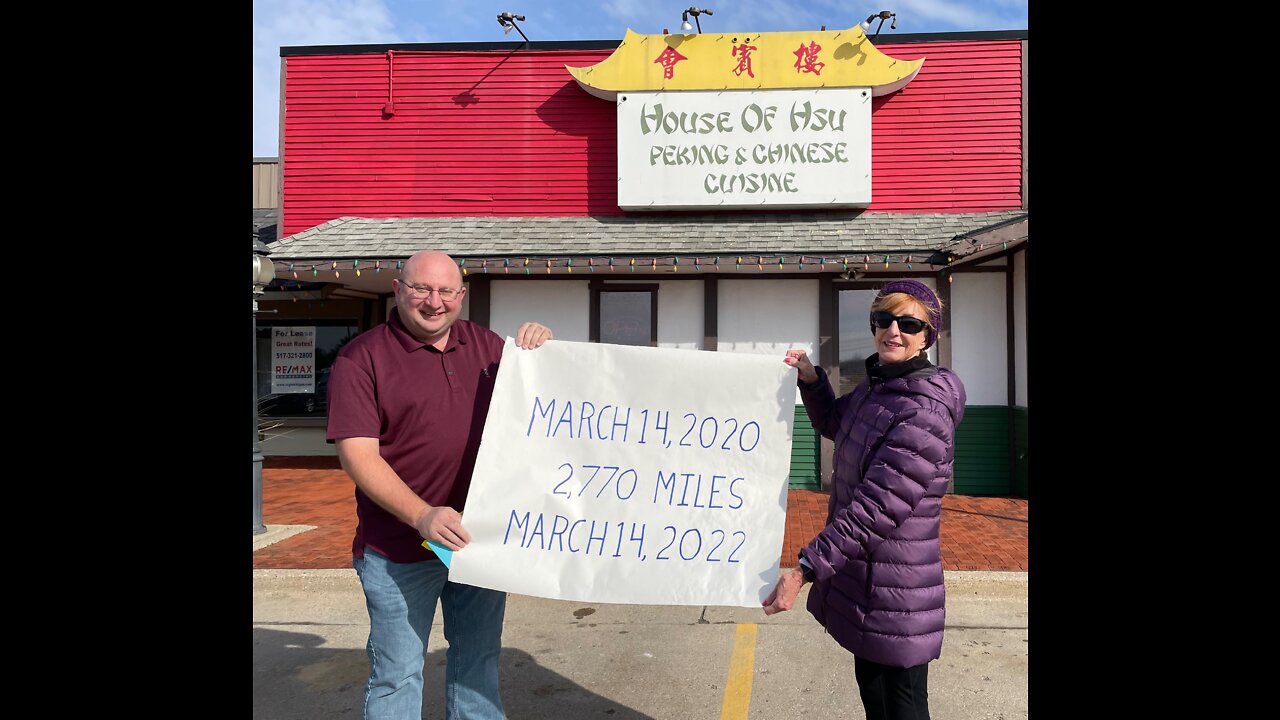 會賓樓
House Of Hsu
Peking & Chinese
Cuisine
For Lease
Great Rates!
517-321-2800
RE/MAX
MARCH 14, 2020
2,770 MILES
MARCH 14, 2022